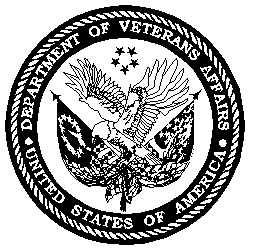 DEPARTMENT OF VETERANS AFFAIRS
UNITED STATES OF AMERICA